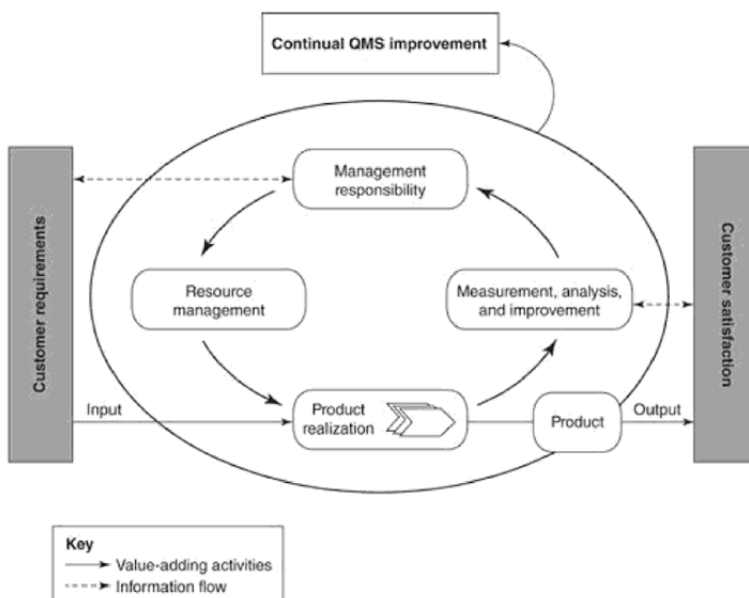 Continual QMS improvement
Customer requirements
Management
responsibility
Customer satisfaction
Resource
management
Measurement, analysis,
and improvement
Input
Product
realization
Product
Output
Key
Value-adding activities
Information flow